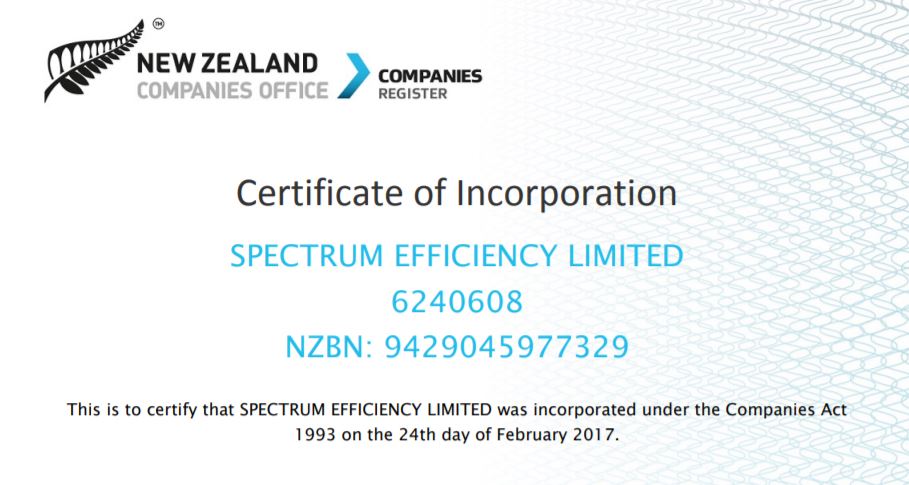 TM
NEW ZEALAND
COMPANIES OFFICE
COMPANIES
REGISTER
Certificate of Incorporation
SPECTRUM EFFICIENCY LIMITED
6240608
NZBN: 9429045977329
This is to certify that SPECTRUM EFFICIENCY LIMITED was incorporated under the Companies Act
1993 on the 24th day of February 2017.